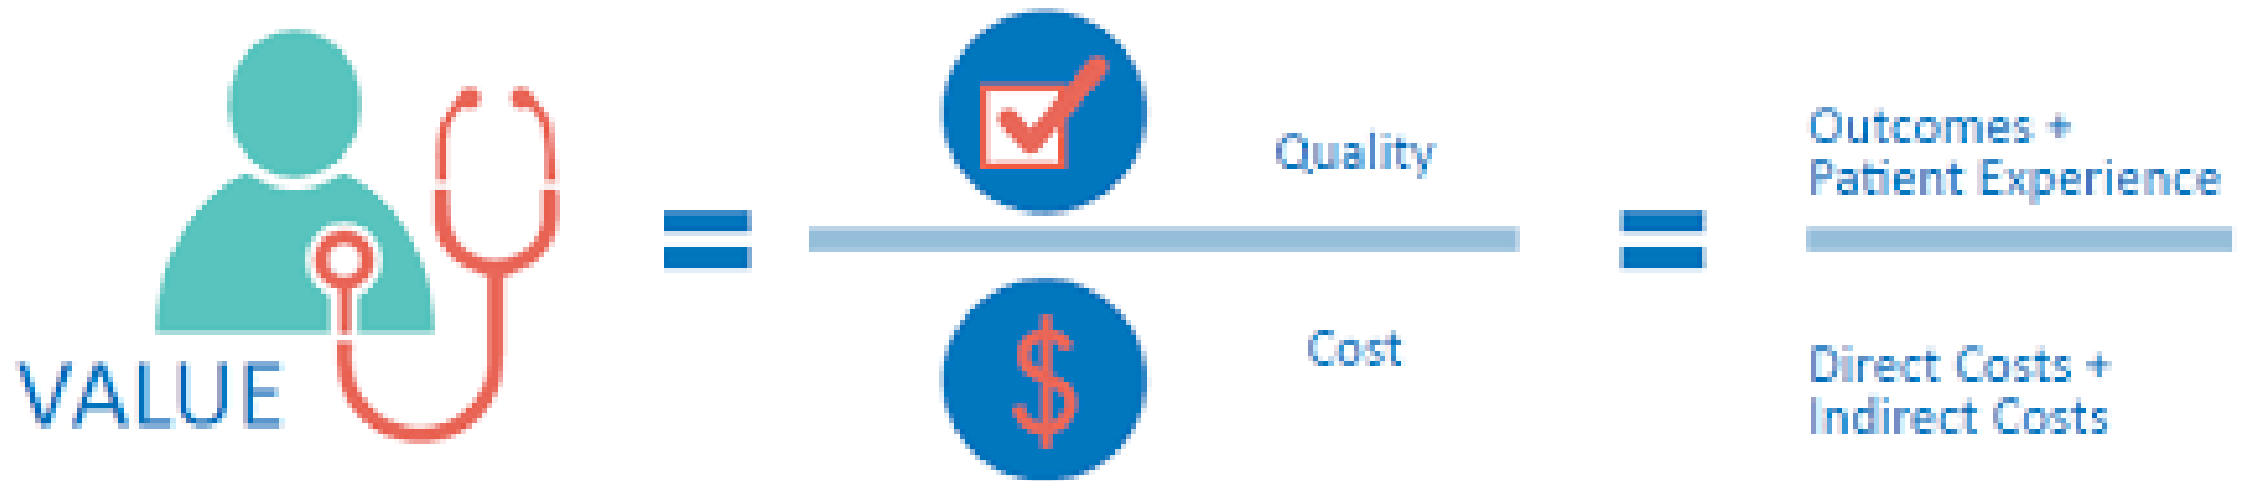 VALUE
=
Quality
Cost
=
Outcomes +
Patient Experience
Direct Costs +
Indirect Costs
$